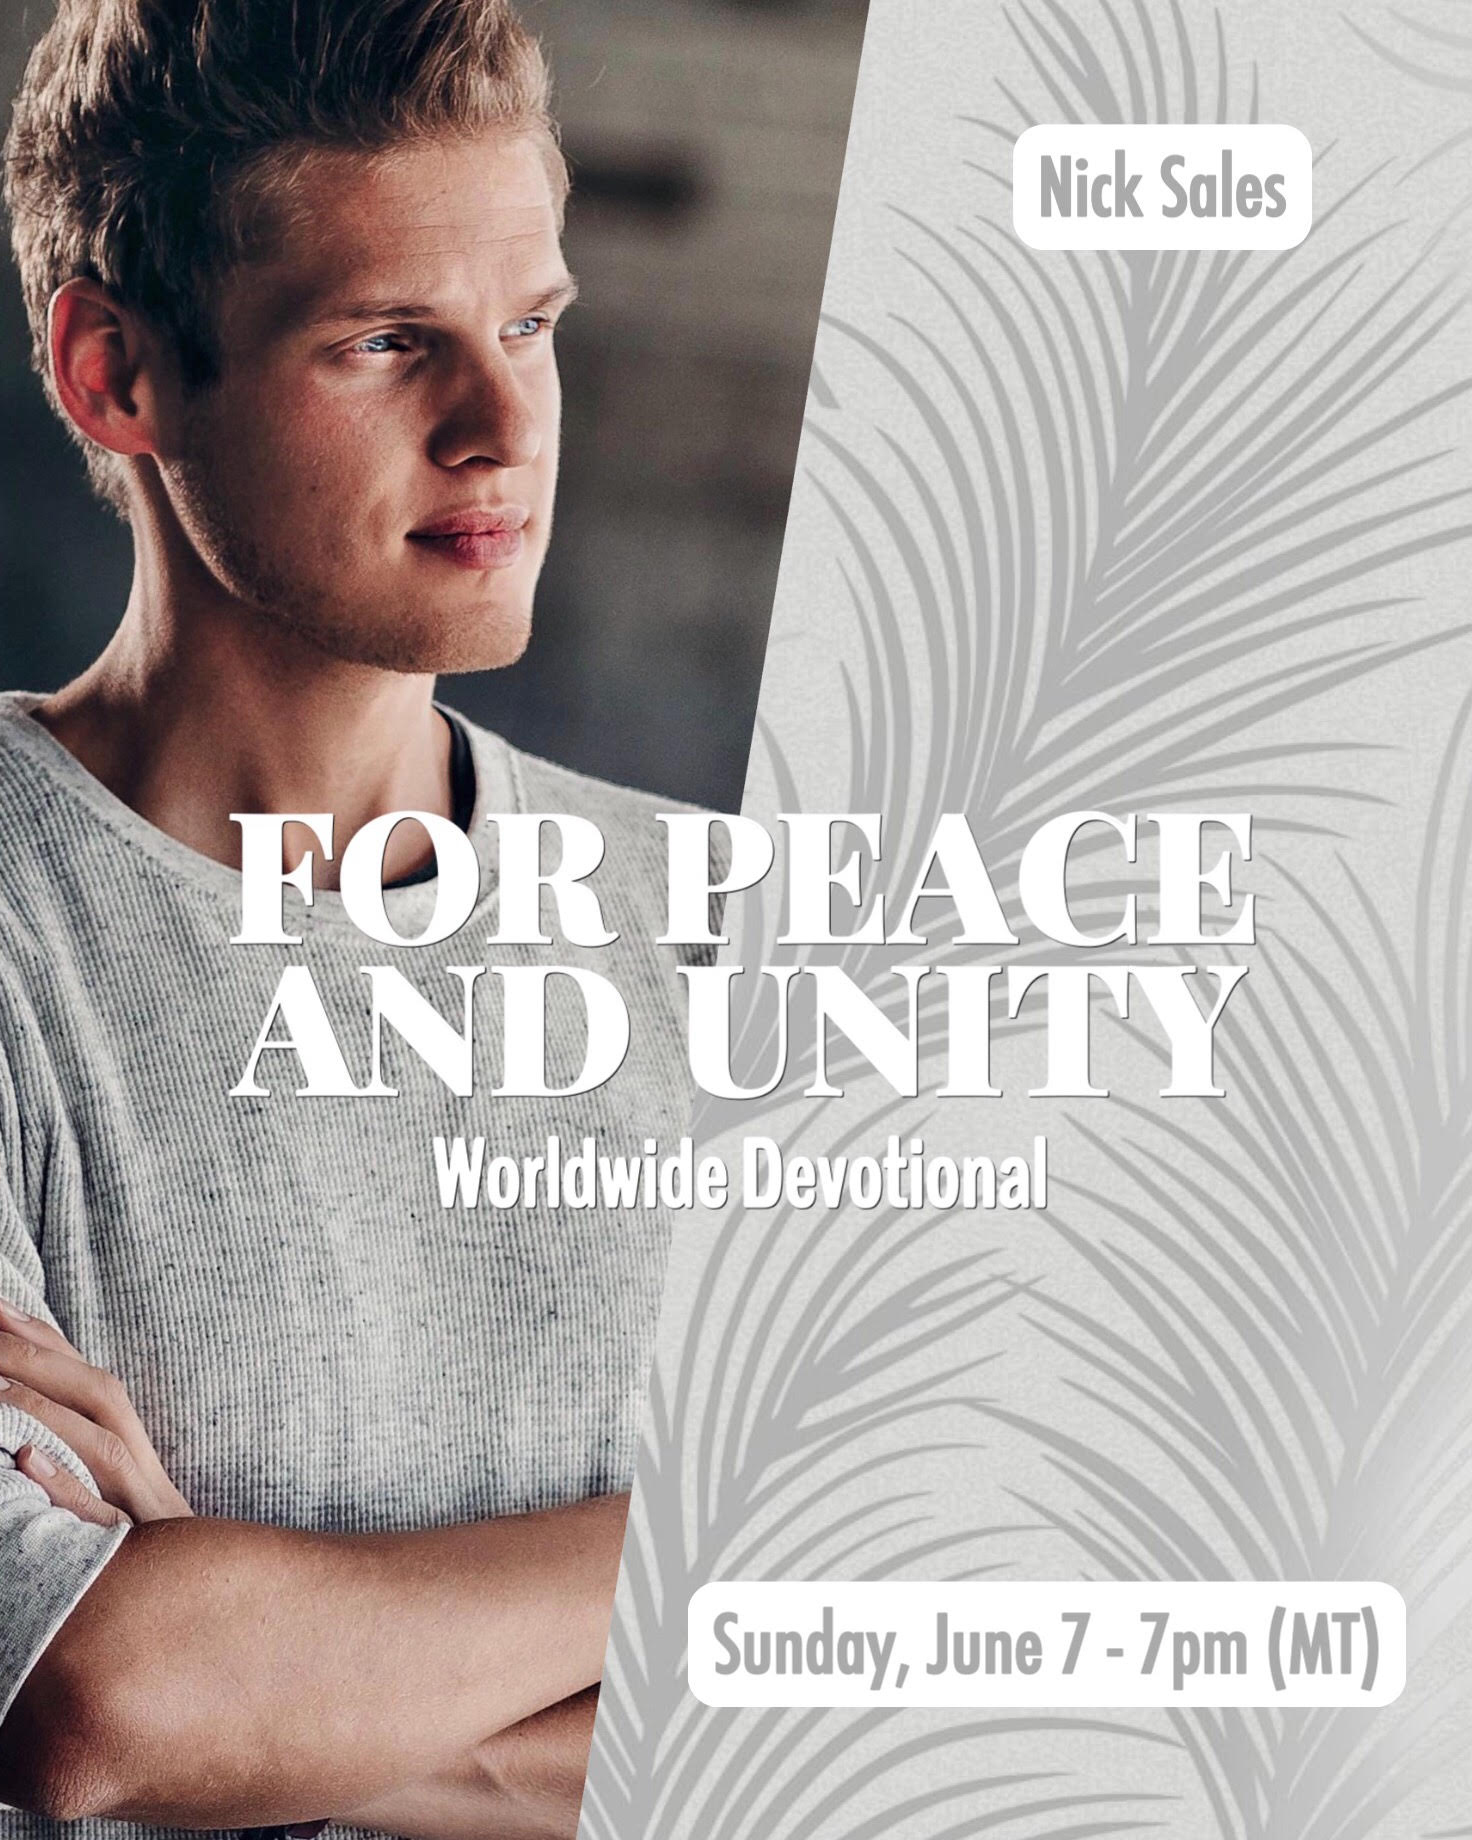 Nick Sales
FOR PEACE
AND UNITY
Worldwide Devotional
Sunday, June 7 - 7pm (MT)